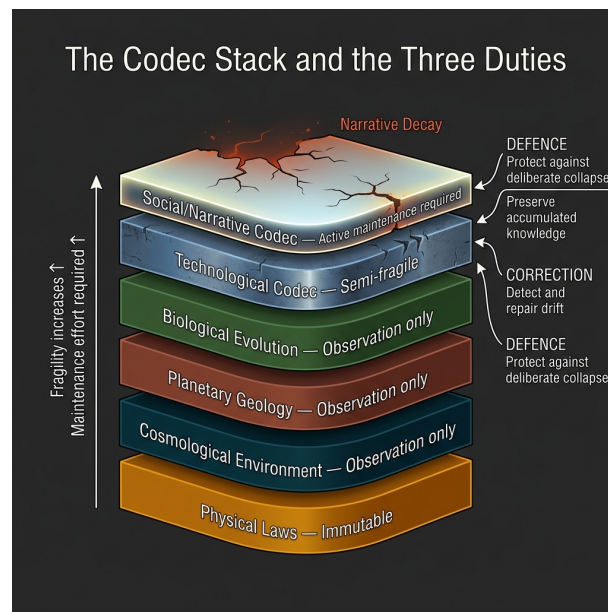 The Codec Stack and the Three Duties
Narrative Decay
DEFENCE
Protect against
deliberate collapse
Preserve
accumulated
knowledge
CORRECTION
Detect and
repair drift
DEFENCE
Protect against
deliberate collapse
Social/Narrative Codec — Active maintenance required
Technological Codec — Semi-fragile
Biological Evolution — Observation only
Planetary Geology — Observation only
Cosmological Environment — Observation only
Physical Laws — Immutable
Fragility increases ↑
Maintenance effort required ↑